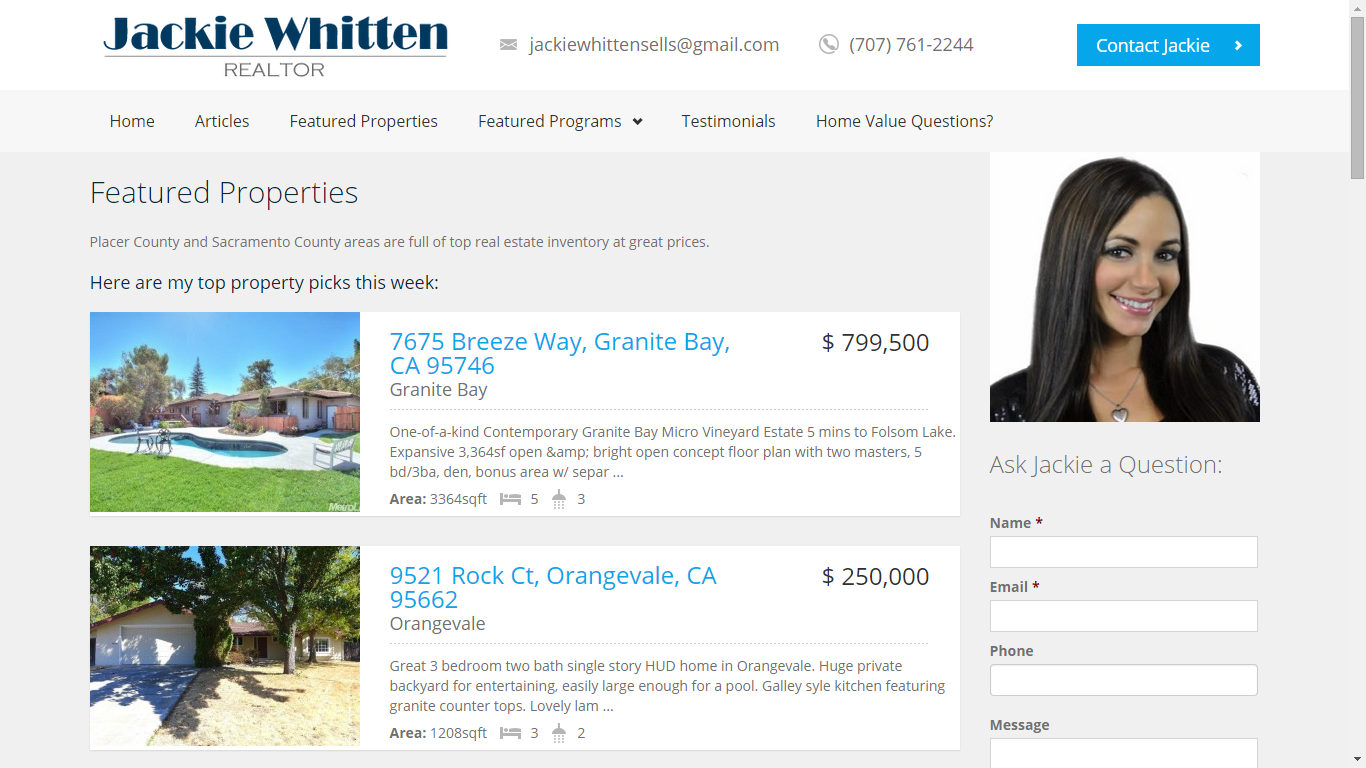 Jackie Whitten
REALTOR
jackiewhittensells@gmail.com
(707) 761-2244
Contact Jackie
Home
Articles
Featured Properties
Featured Programs
Testimonials
Home Value Questions?
Featured Properties
Placer County and Sacramento County areas are full of top real estate inventory at great prices.
Here are my top property picks this week:
7675 Breeze Way, Granite Bay,
CA 95746
$ 799,500
Granite Bay
One-of-a-kind Contemporary Granite Bay Micro Vineyard Estate 5 mins to Folsom Lake.
Expansive 3,364sf open &amp; bright open concept floor plan with two masters, 5
bd/3ba, den, bonus area w/ separ ...
Area: 3364sqft 5 3
9521 Rock Ct, Orangevale, CA
95662
$ 250,000
Orangevale
Great 3 bedroom two bath single story HUD home in Orangevale. Huge private
backyard for entertaining, easily large enough for a pool. Galley syle kitchen featuring
granite counter tops. Lovely lam ...
Area: 1208sqft 3 2
Ask Jackie a Question:
Name *
Email *
Phone
Message